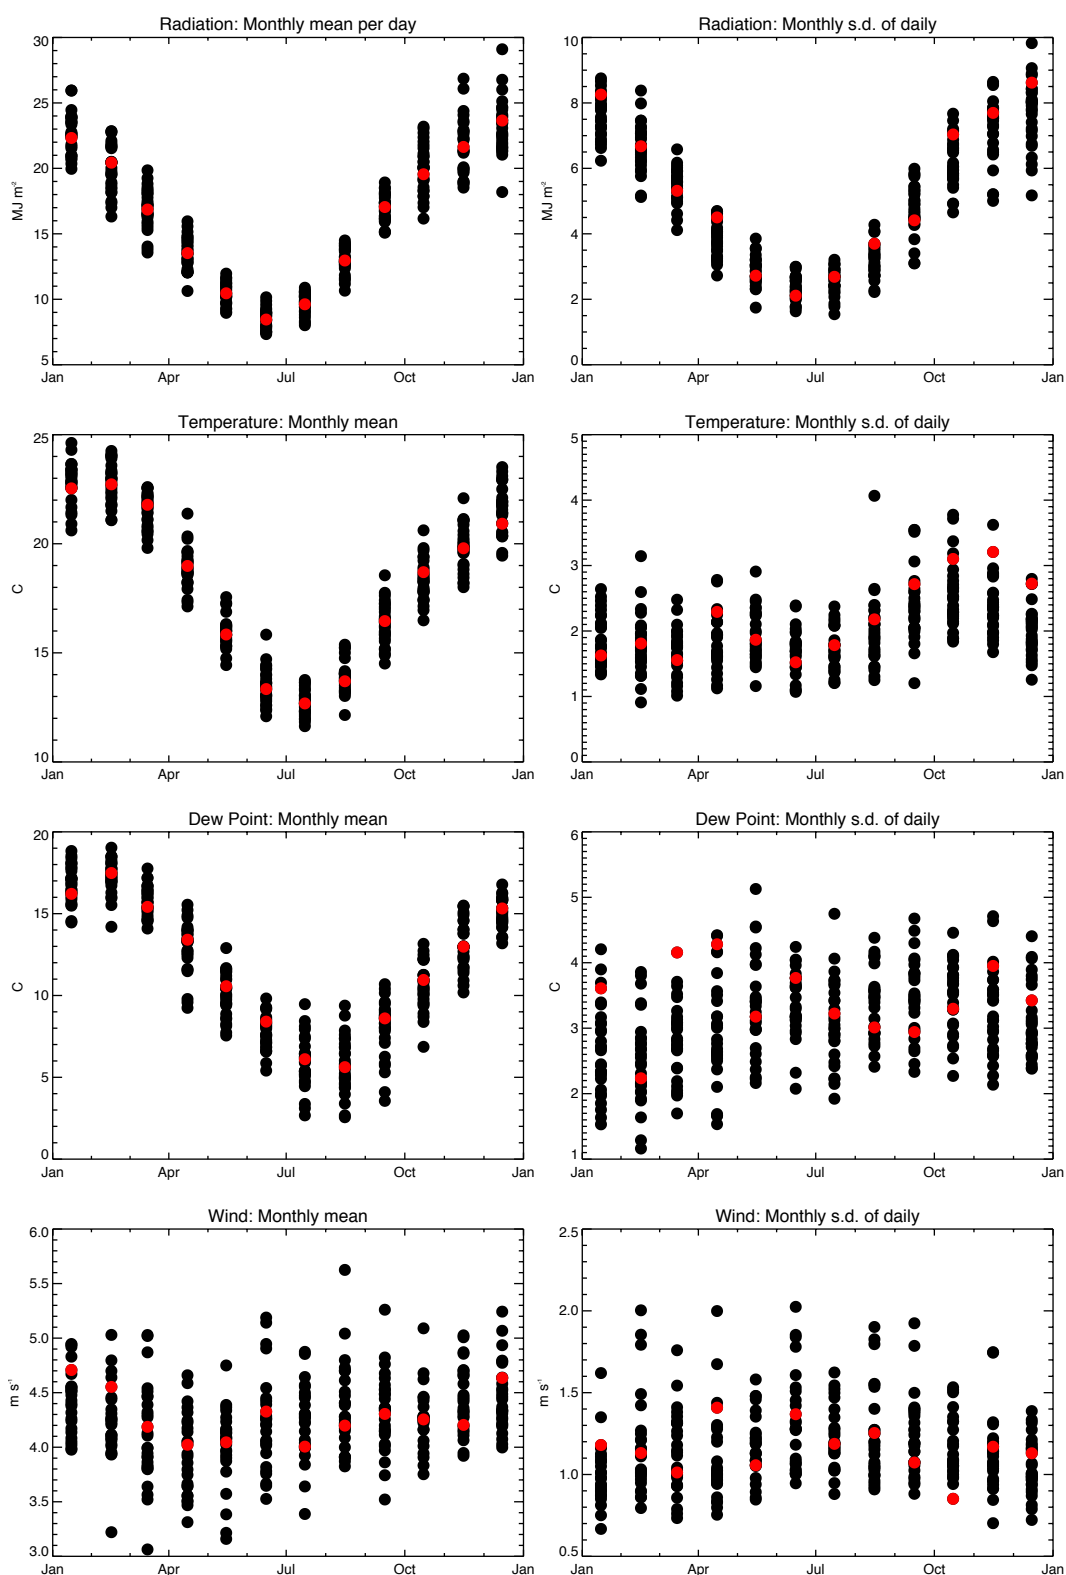 Radiation: Monthly mean per day
30
25
20
15
10
5
MJ m⁻²
Jan Apr Jul Oct Jan
Radiation: Monthly s.d. of daily
10
8
6
4
2
0
MJ m⁻²
Jan Apr Jul Oct Jan
Temperature: Monthly mean
25
20
15
10
C
Jan Apr Jul Oct Jan
Temperature: Monthly s.d. of daily
5
4
3
2
1
0
C
Jan Apr Jul Oct Jan
Dew Point: Monthly mean
20
15
10
5
0
C
Jan Apr Jul Oct Jan
Dew Point: Monthly s.d. of daily
6
5
4
3
2
1
C
Jan Apr Jul Oct Jan
Wind: Monthly mean
6.0
5.5
5.0
4.5
4.0
3.5
3.0
m s⁻¹
Jan Apr Jul Oct Jan
Wind: Monthly s.d. of daily
2.5
2.0
1.5
1.0
0.5
m s⁻¹
Jan Apr Jul Oct Jan